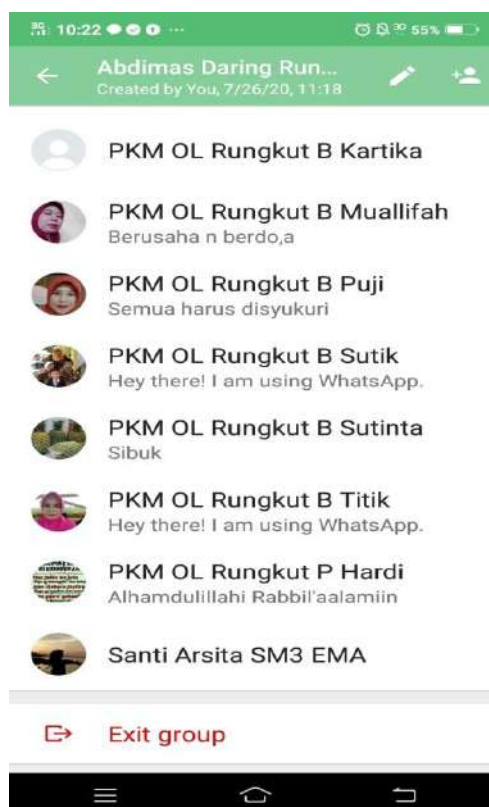 10:22
55%
Abdimas Daring Run...
Created by You, 7/26/20, 11:18
PKM OL Rungkut B Kartika
PKM OL Rungkut B Muallifah
Berusaha n berdo,a
PKM OL Rungkut B Puji
Semua harus disyukuri
PKM OL Rungkut B Sutik
Hey there! I am using WhatsApp.
PKM OL Rungkut B Sutinta
Sibuk
PKM OL Rungkut B Titik
Hey there! I am using WhatsApp.
PKM OL Rungkut P Hardi
Alhamdulillahi Rabbil'aalamiin
Santi Arsita SM3 EMA
Exit group